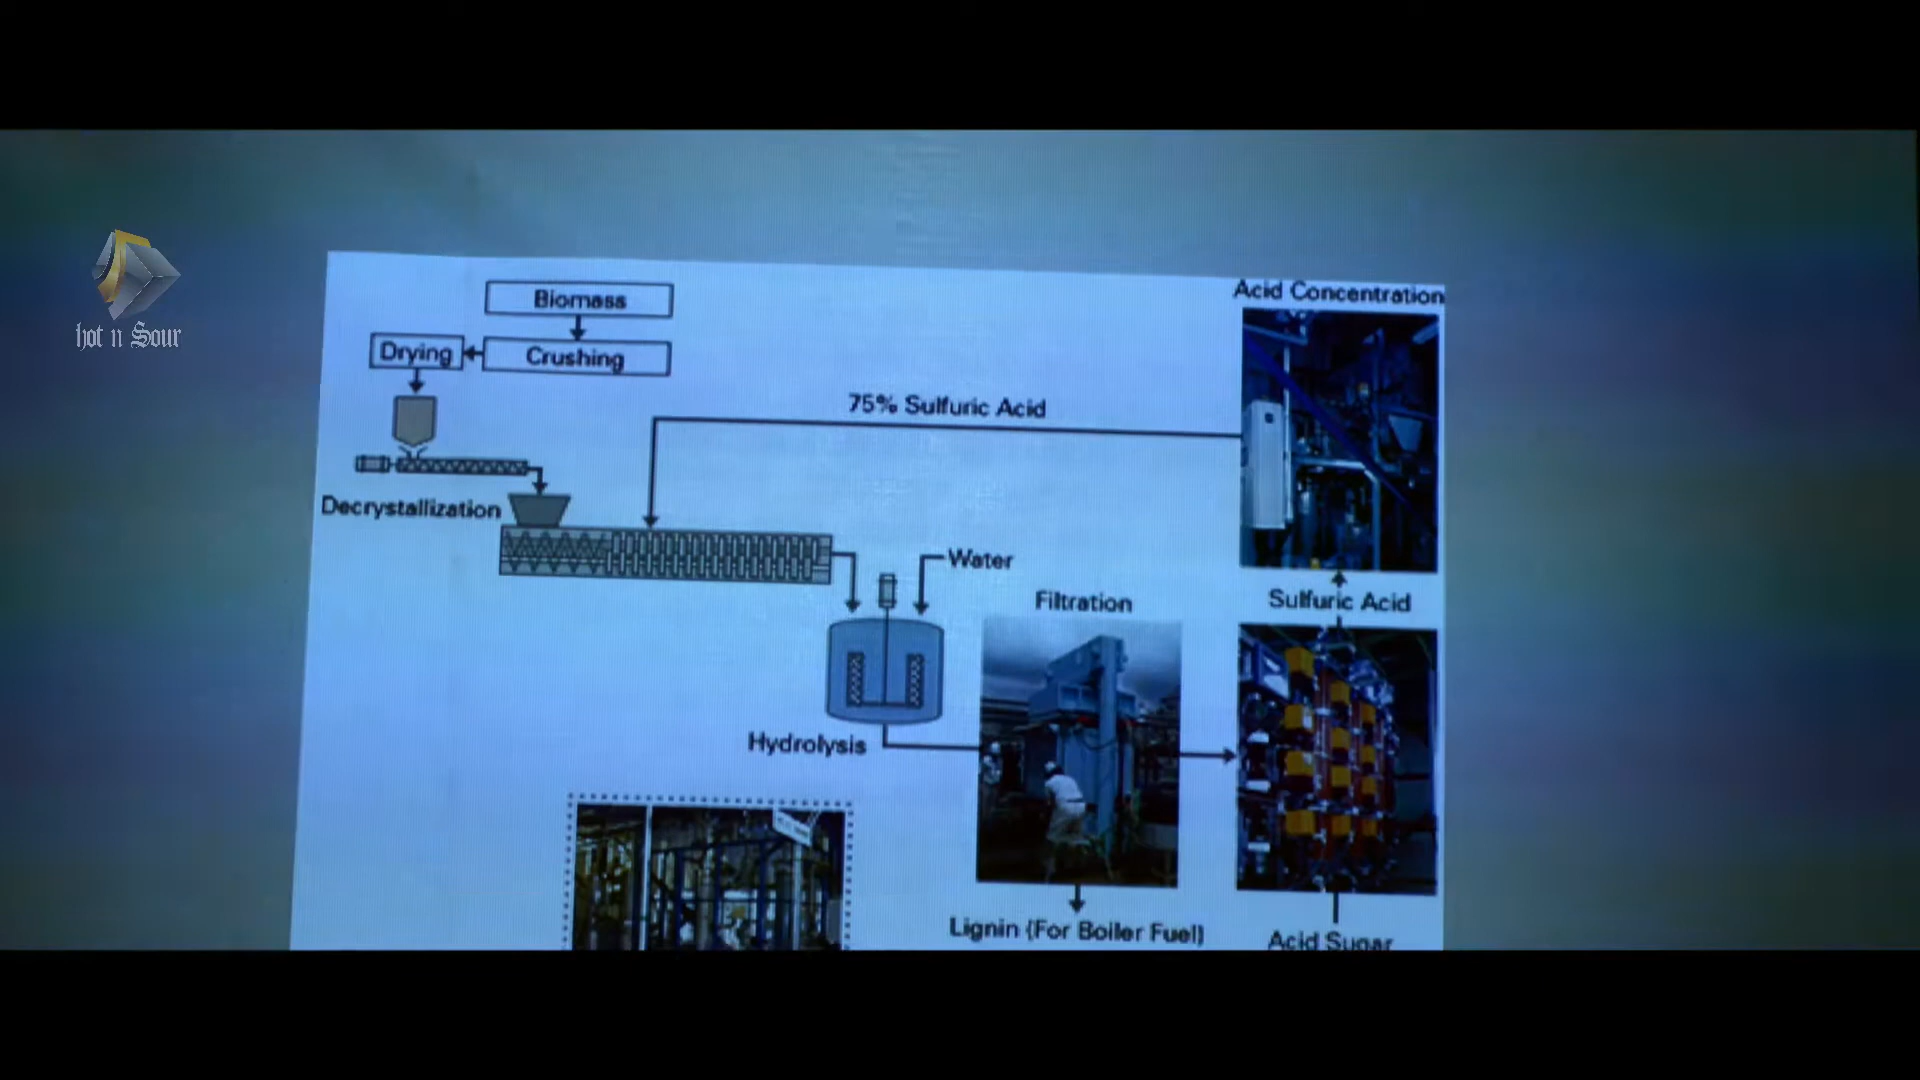 hot n Sour
Biomass
Crushing
Drying
Decrystallization
75% Sulfuric Acid
Acid Concentration
Water
Hydrolysis
Filtration
Sulfuric Acid
Lignin (For Boiler Fuel)
Acid Sugar